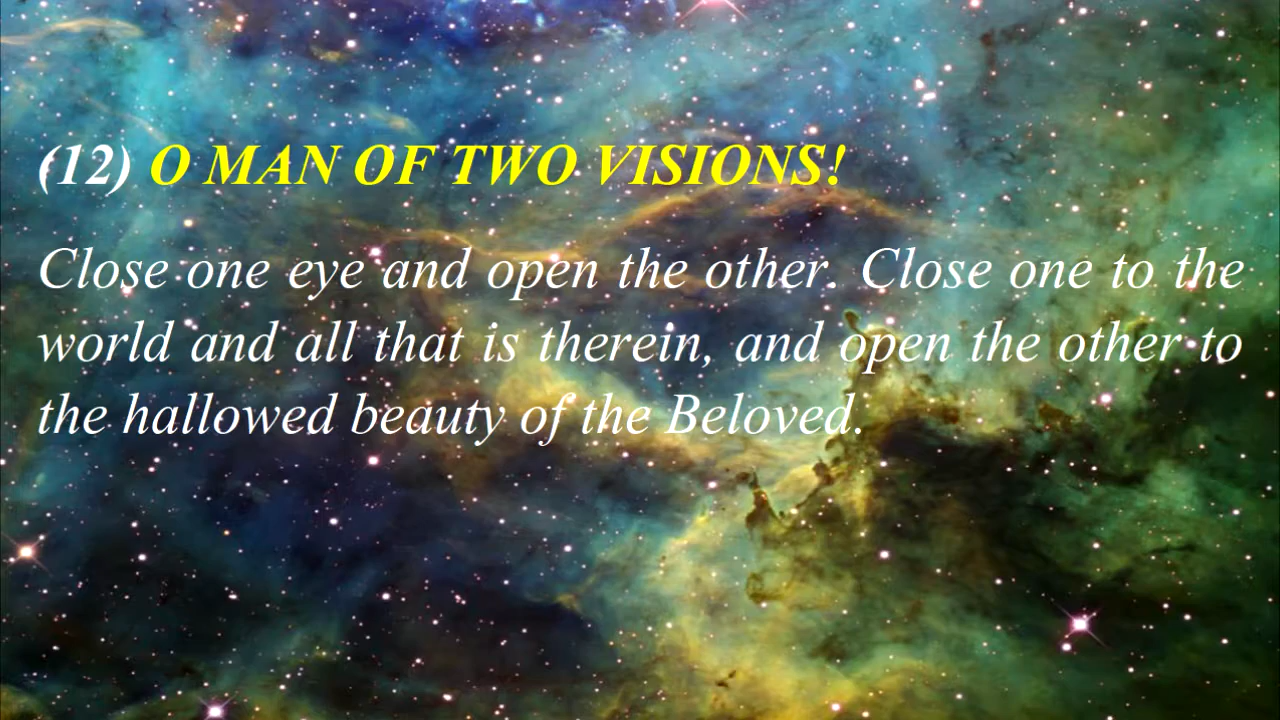 (12) O MAN OF TWO VISIONS!
Close one eye and open the other. Close one to the
world and all that is therein, and open the other to
the hallowed beauty of the Beloved.